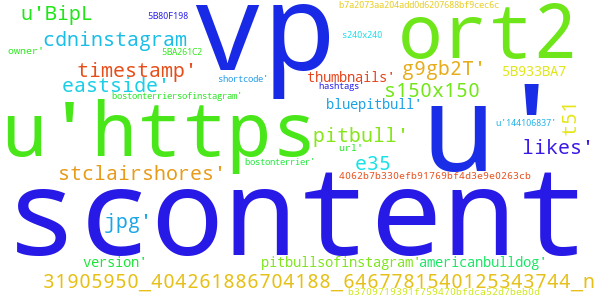 b7a2073aa204add0d6207688bf9cec6c
u'BipL 5B80F198 vp ort2
cdninstagram s240x240
owner' 5BA261C2
timestamp' shortcode' thumbnails' g9gb2T' 5B933BA7
eastside' hashtags' s150x150
bostonterriersofinstagram' bluepitbull' t51
u'https pitbull' u' u'144106837'
url' likes'
bostonterrier' e35
stclairshores' 4062b7b330efb91769bf4d3e9e0263cb
scontent
jpg'
version' pitbullsofinstagram' americanbulldog'
31905950_404261886704188_6467781540125343744_n